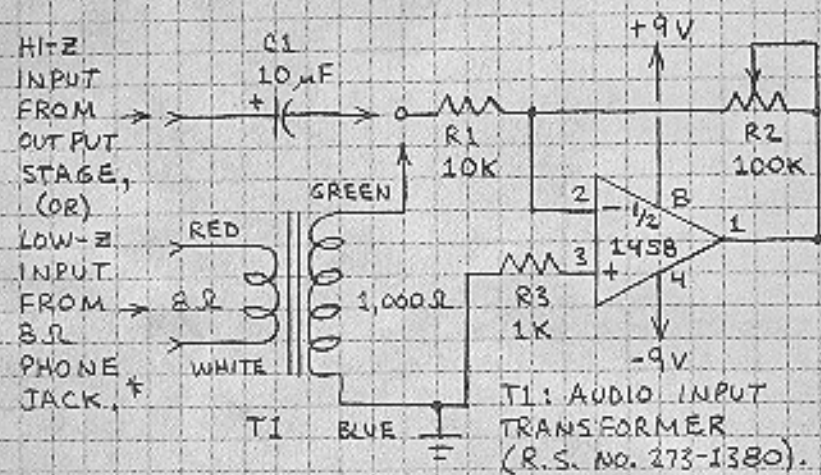 HI-Z
INPUT
FROM
OUTPUT
STAGE,
(OR)
LOW-Z
INPUT
FROM
8Ω
PHONE
JACK.*
C1
10µF
+
R1
10K
+9V
R2
100K
2
-
1/2
8
1458
1
3
+
4
R3
1K
-9V
GREEN
RED
8Ω
1,000Ω
WHITE
T1
BLUE
T1: AUDIO INPUT
TRANSFORMER
(R.S. NO. 273-1380).